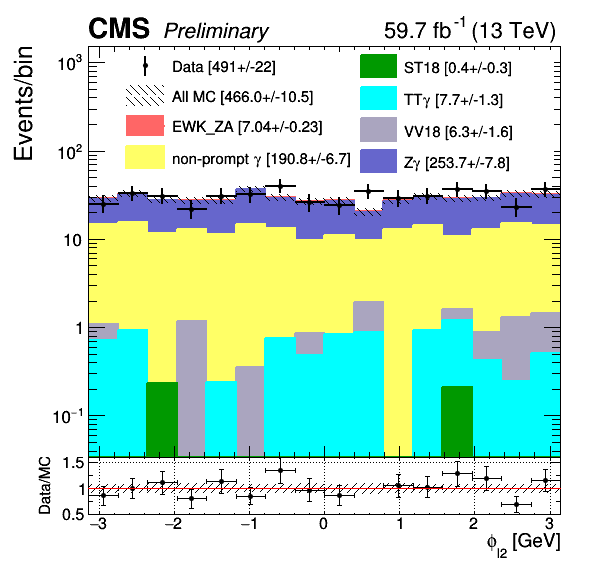 CMS Preliminary 59.7 fb⁻¹ (13 TeV)
Events/bin
Data [491+/-22]
All MC [466.0+/-10.5]
EWK_ZA [7.04+/-0.23]
non-prompt γ [190.8+/-6.7]
ST18 [0.4+/-0.3]
TTγ [7.7+/-1.3]
VV18 [6.3+/-1.6]
Zγ [253.7+/-7.8]
10³
10²
10
1
10⁻¹
Data/MC
1.5
1
0.5
−3 −2 −1 0 1 2 3
ϕ_l2 [GeV]